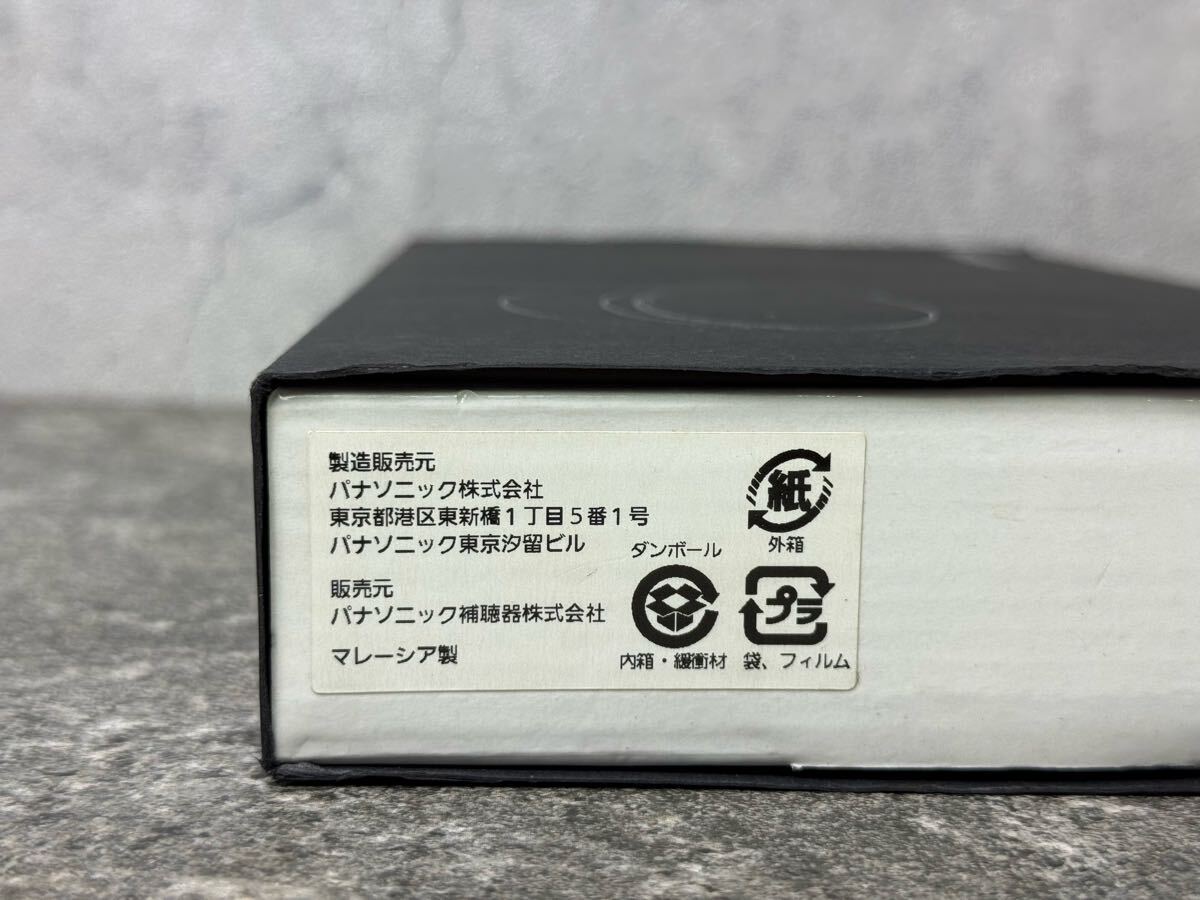 製造販売元
パナソニック株式会社
東京都港区東新橋1丁目5番1号
パナソニック東京汐留ビル
販売元
パナソニック補聴器株式会社
マレーシア製
紙
外箱
ダンボール
内箱・緩衝材
プラ
袋、フィルム